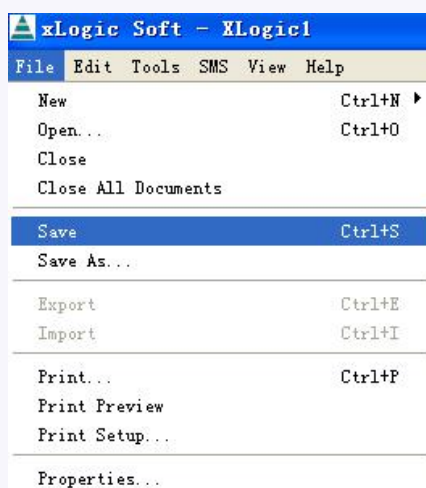 xLogic Soft - XLogic1
File Edit Tools SMS View Help
New Ctrl+N
Open... Ctrl+O
Close
Close All Documents
Save Ctrl+S
Save As...
Export Ctrl+E
Import Ctrl+I
Print... Ctrl+P
Print Preview
Print Setup...
Properties...